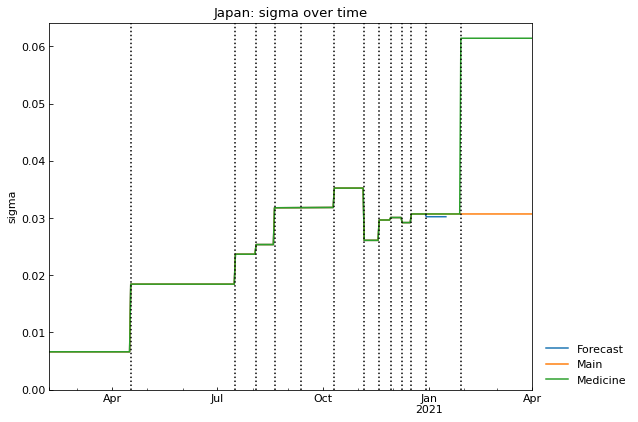 Japan: sigma over time
0.06
0.05
0.04
0.03
0.02
0.01
0.00
sigma
Apr
Jul
Oct
Jan
2021
Apr
Forecast
Main
Medicine